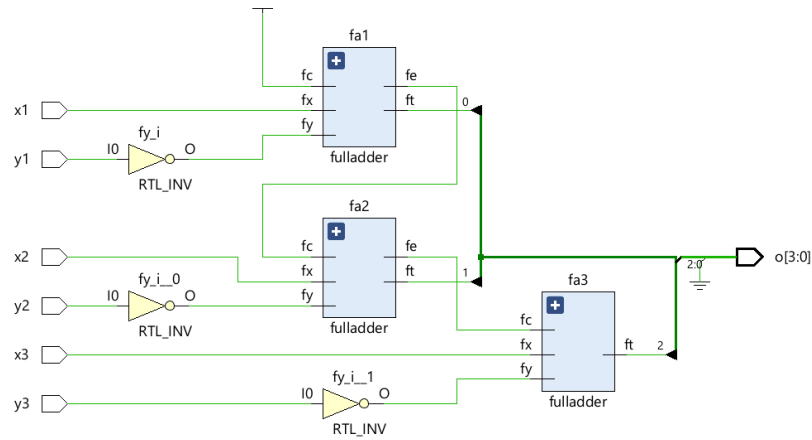 fa1
fc
fe
x1
fx
ft
0
fy_i
fy
y1
I0
O
fulladder
RTL_INV
fa2
fc
fe
x2
fx
ft
1
fy_i__0
fy
y2
I0
O
fulladder
RTL_INV
2:0
o[3:0]
fa3
fc
x3
fx
ft
2
fy_i__1
fy
y3
I0
O
fulladder
RTL_INV